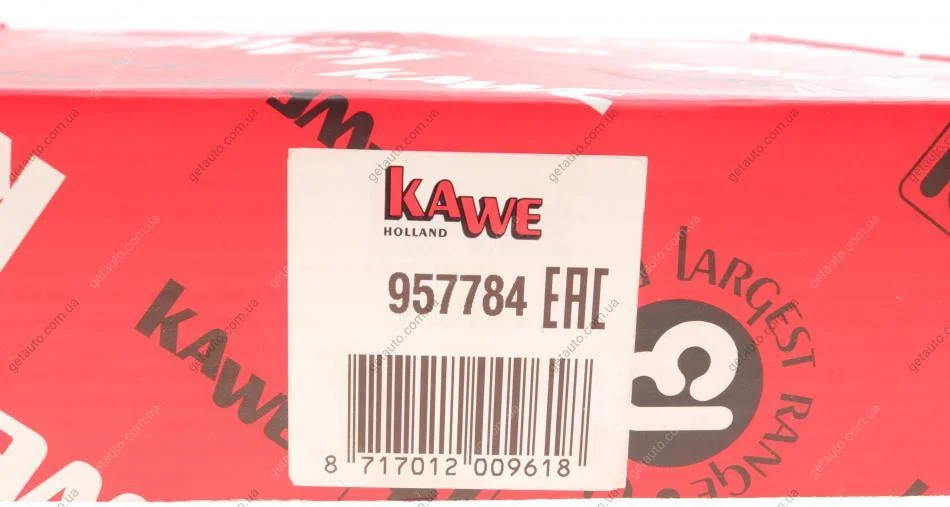 KAWE
KAWE
HOLLAND
957784 EAC
LARGEST RANGE &
KAWE
8 717012 009618
getauto.com.ua